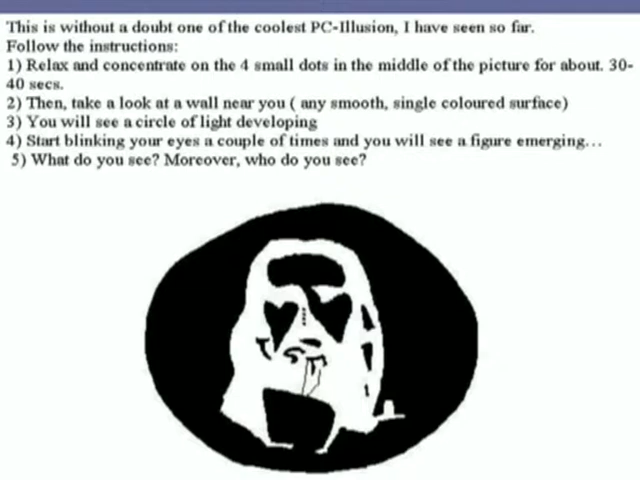 This is without a doubt one of the coolest PC-Illusion, I have seen so far.
Follow the instructions:
1) Relax and concentrate on the 4 small dots in the middle of the picture for about. 30-
40 secs.
2) Then, take a look at a wall near you ( any smooth, single coloured surface)
3) You will see a circle of light developing
4) Start blinking your eyes a couple of times and you will see a figure emerging...
5) What do you see? Moreover, who do you see?